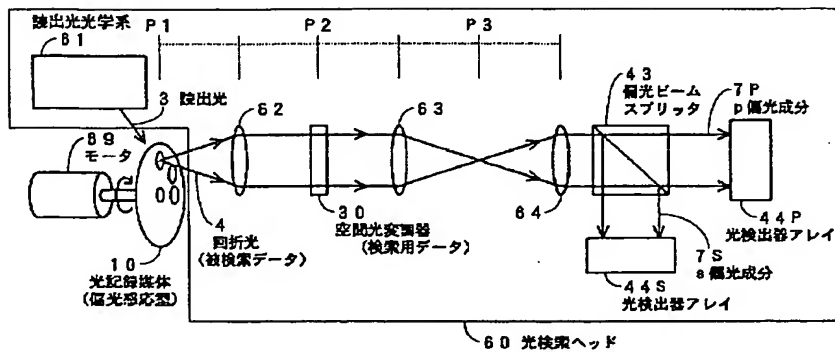 読出光光学系
61
P1
P2
P3
3 読出光
69
モータ
62
63
43
偏光ビーム
スプリッタ
7P
p偏光成分
4
回折光
(被検索データ)
30
空間光変調器
(検索用データ)
64
44P
光検出器アレイ
7S
s偏光成分
10
光記録媒体
(偏光感応型)
44S
光検出器アレイ
60 光検索ヘッド